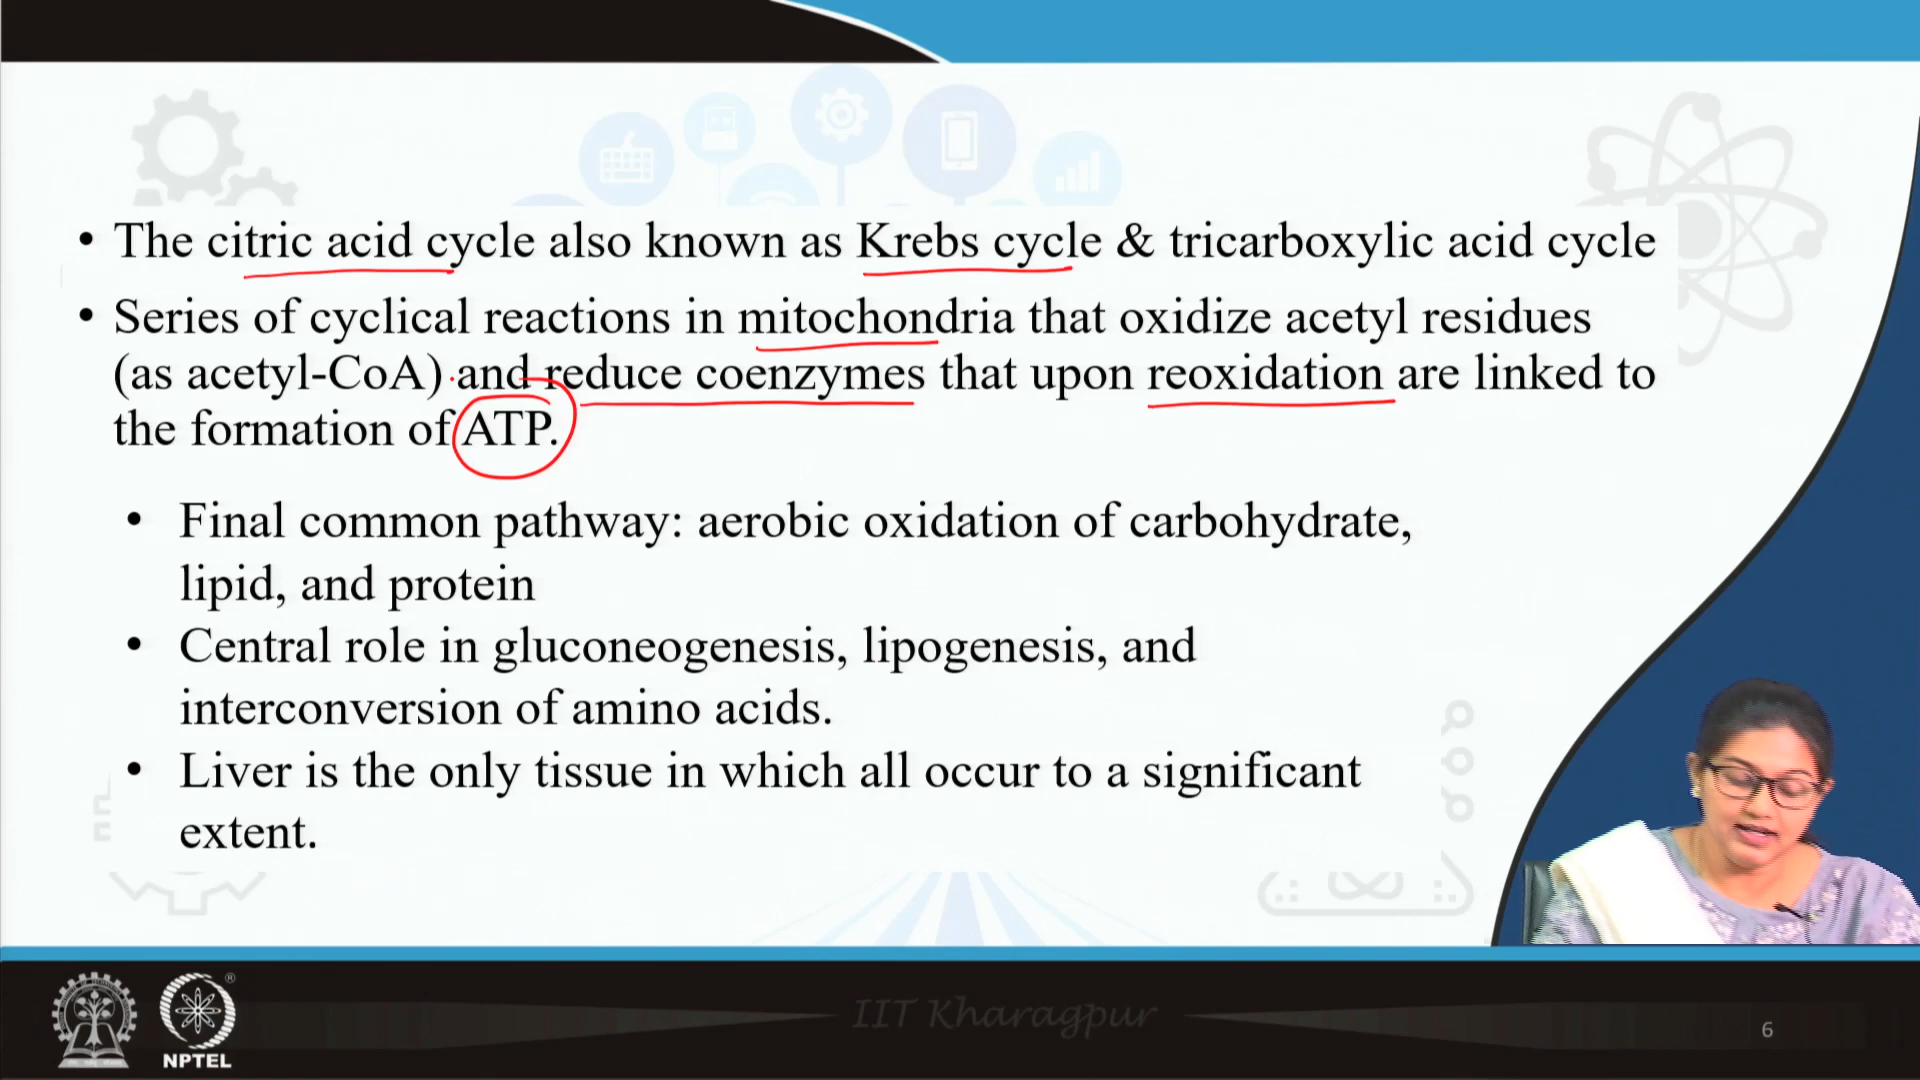 • The citric acid cycle also known as Krebs cycle & tricarboxylic acid cycle
• Series of cyclical reactions in mitochondria that oxidize acetyl residues
(as acetyl-CoA) and reduce coenzymes that upon reoxidation are linked to
the formation of ATP.
• Final common pathway: aerobic oxidation of carbohydrate,
lipid, and protein
• Central role in gluconeogenesis, lipogenesis, and
interconversion of amino acids.
• Liver is the only tissue in which all occur to a significant
extent.
IIT Kharagpur
®
NPTEL
6